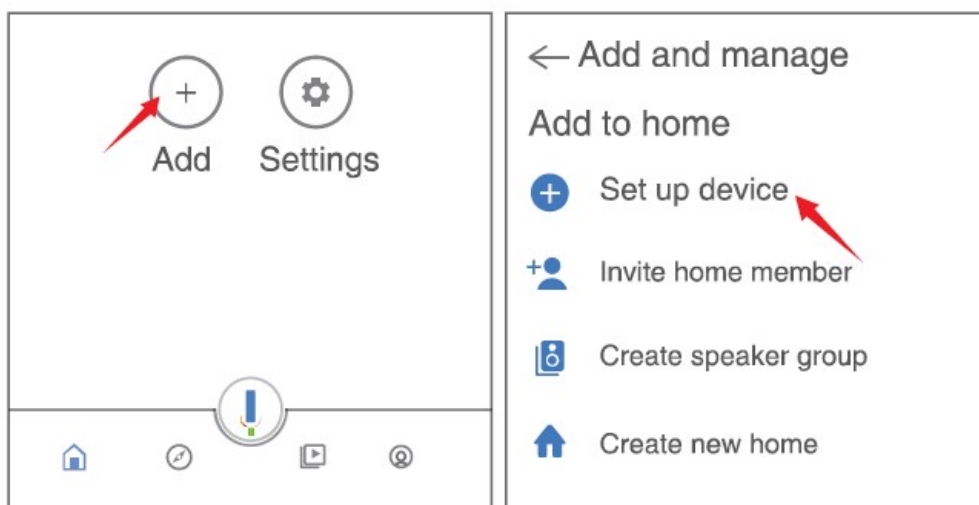 Add Settings
← Add and manage
Add to home
Set up device
Invite home member
Create speaker group
Create new home